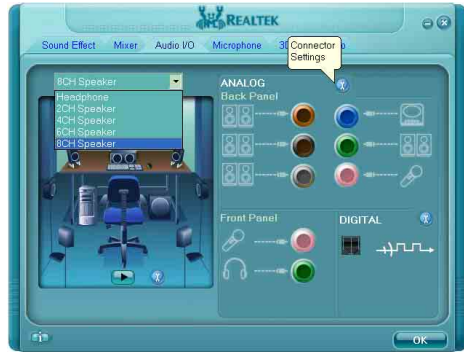 REALTEK
Sound Effect Mixer Audio I/O Microphone 3D
Connector
Settings
8CH Speaker
Headphone
2CH Speaker
4CH Speaker
6CH Speaker
8CH Speaker
ANALOG
Back Panel
Front Panel
DIGITAL
i
OK